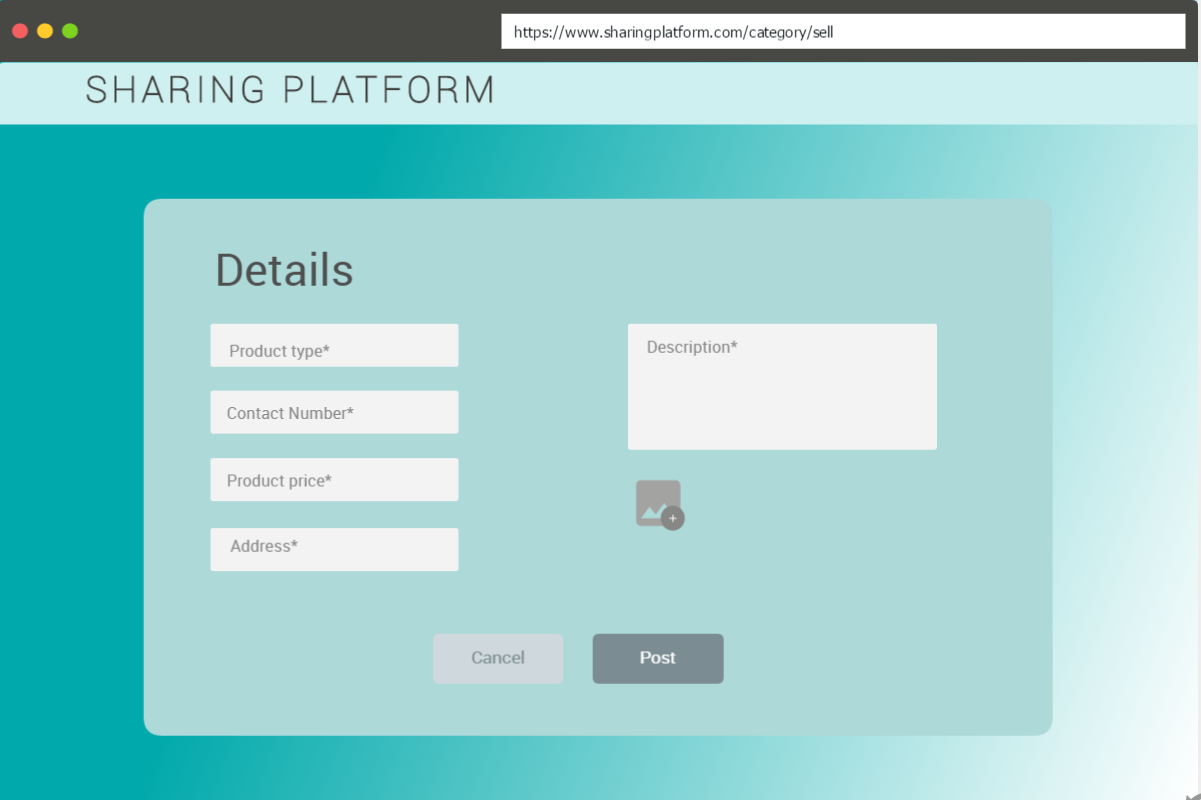 https://www.sharingplatform.com/category/sell
SHARING PLATFORM
Details
Product type*
Contact Number*
Product price*
Address*
Description*
+
Cancel
Post